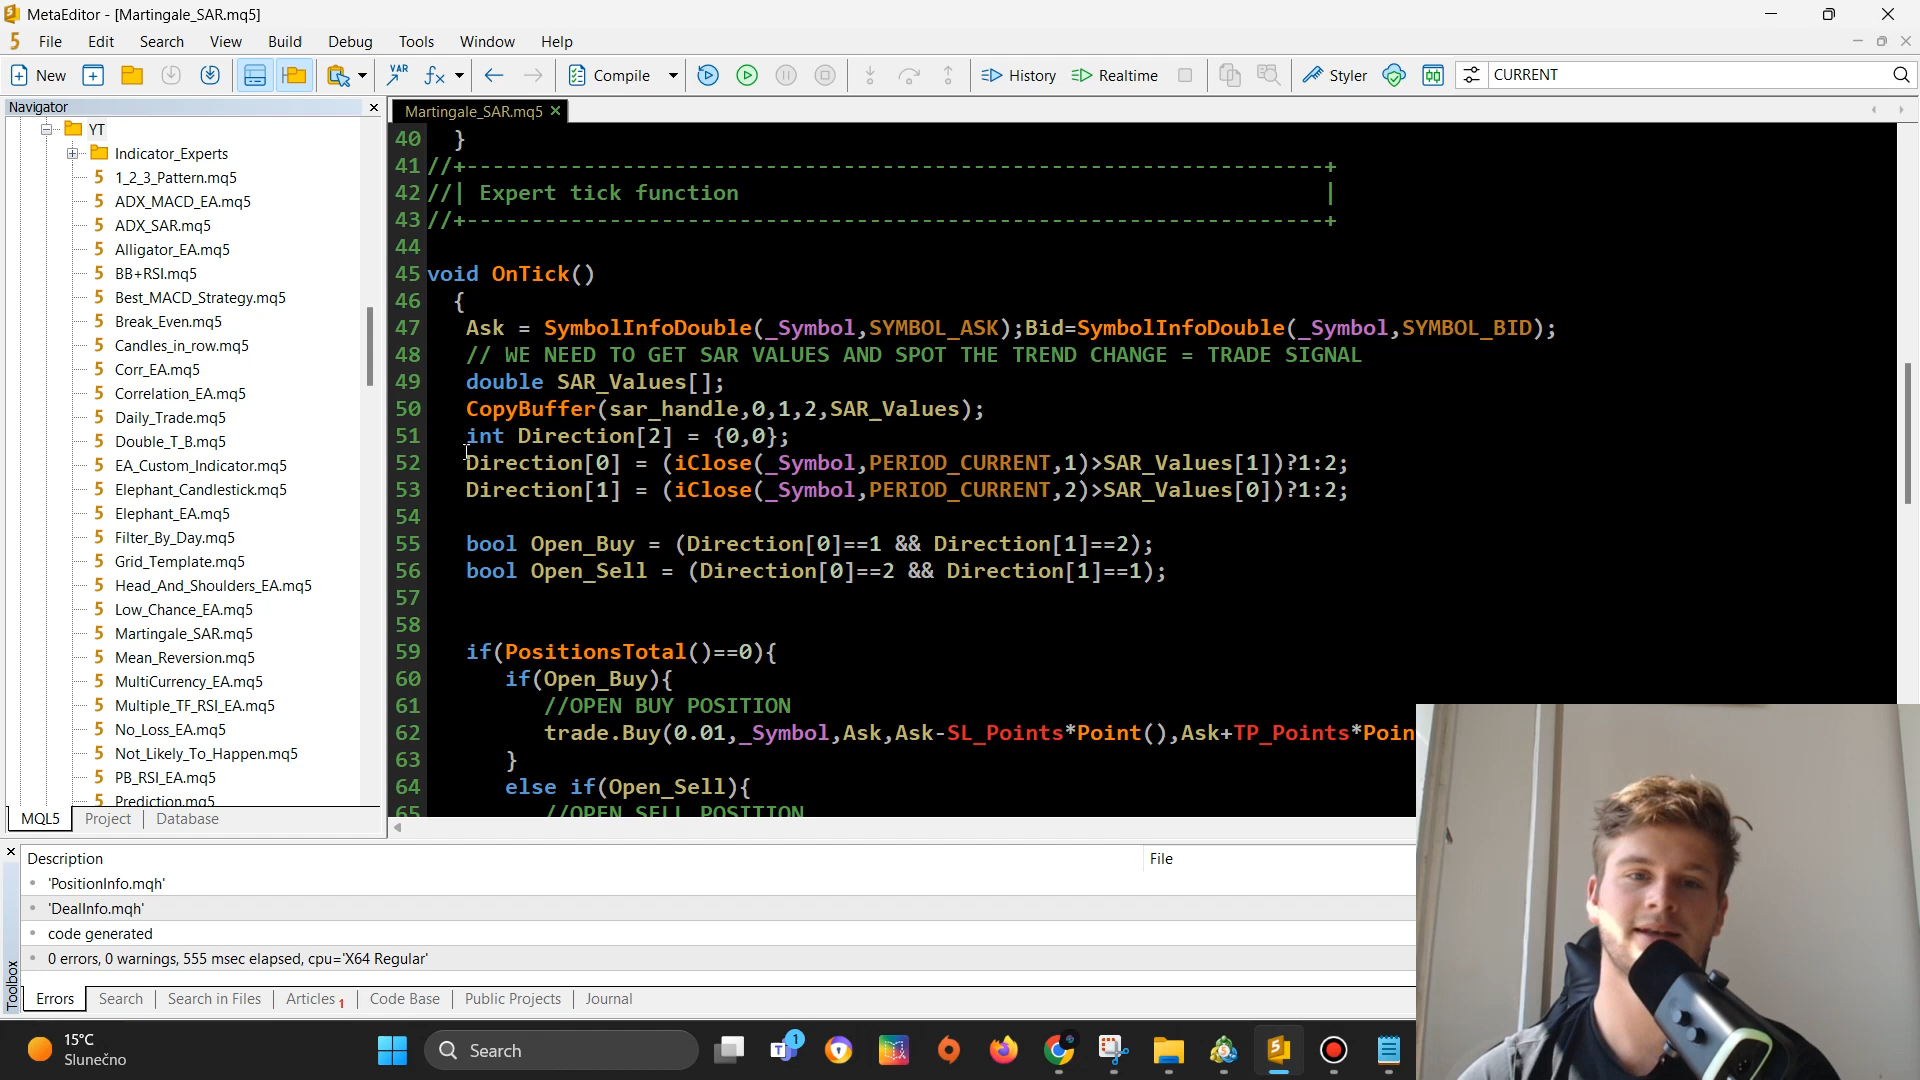 MetaEditor - [Martingale_SAR.mq5]
File Edit Search View Build Debug Tools Window Help
New VAR Compile History Realtime Styler CURRENT
Navigator
YT
Indicator_Experts
1_2_3_Pattern.mq5
ADX_MACD_EA.mq5
ADX_SAR.mq5
Alligator_EA.mq5
BB+RSI.mq5
Best_MACD_Strategy.mq5
Break_Even.mq5
Candles_in_row.mq5
Corr_EA.mq5
Correlation_EA.mq5
Daily_Trade.mq5
Double_T_B.mq5
EA_Custom_Indicator.mq5
Elephant_Candlestick.mq5
Elephant_EA.mq5
Filter_By_Day.mq5
Grid_Template.mq5
Head_And_Shoulders_EA.mq5
Low_Chance_EA.mq5
Martingale_SAR.mq5
Mean_Reversion.mq5
MultiCurrency_EA.mq5
Multiple_TF_RSI_EA.mq5
No_Loss_EA.mq5
Not_Likely_To_Happen.mq5
PB_RSI_EA.mq5
Prediction.mq5
MQL5 Project Database
Martingale_SAR.mq5
40 }
41 //+------------------------------------------------------------------+
42 //| Expert tick function |
43 //+------------------------------------------------------------------+
44
45 void OnTick()
46 {
47 Ask = SymbolInfoDouble(_Symbol,SYMBOL_ASK);Bid=SymbolInfoDouble(_Symbol,SYMBOL_BID);
48 // WE NEED TO GET SAR VALUES AND SPOT THE TREND CHANGE = TRADE SIGNAL
49 double SAR_Values[];
50 CopyBuffer(sar_handle,0,1,2,SAR_Values);
51 int Direction[2] = {0,0};
52 Direction[0] = (iClose(_Symbol,PERIOD_CURRENT,1)>SAR_Values[1])?1:2;
53 Direction[1] = (iClose(_Symbol,PERIOD_CURRENT,2)>SAR_Values[0])?1:2;
54
55 bool Open_Buy = (Direction[0]==1 && Direction[1]==2);
56 bool Open_Sell = (Direction[0]==2 && Direction[1]==1);
57
58
59 if(PositionsTotal()==0){
60 if(Open_Buy){
61 //OPEN BUY POSITION
62 trade.Buy(0.01,_Symbol,Ask,Ask-SL_Points*Point(),Ask+TP_Points*Poin
63 }
64 else if(Open_Sell){
65 //OPEN SELL POSITION
Description File
'PositionInfo.mqh'
'DealInfo.mqh'
code generated
0 errors, 0 warnings, 555 msec elapsed, cpu='X64 Regular'
Toolbox
Errors Search Search in Files Articles 1 Code Base Public Projects Journal
15°C
Slunečno
Search
1